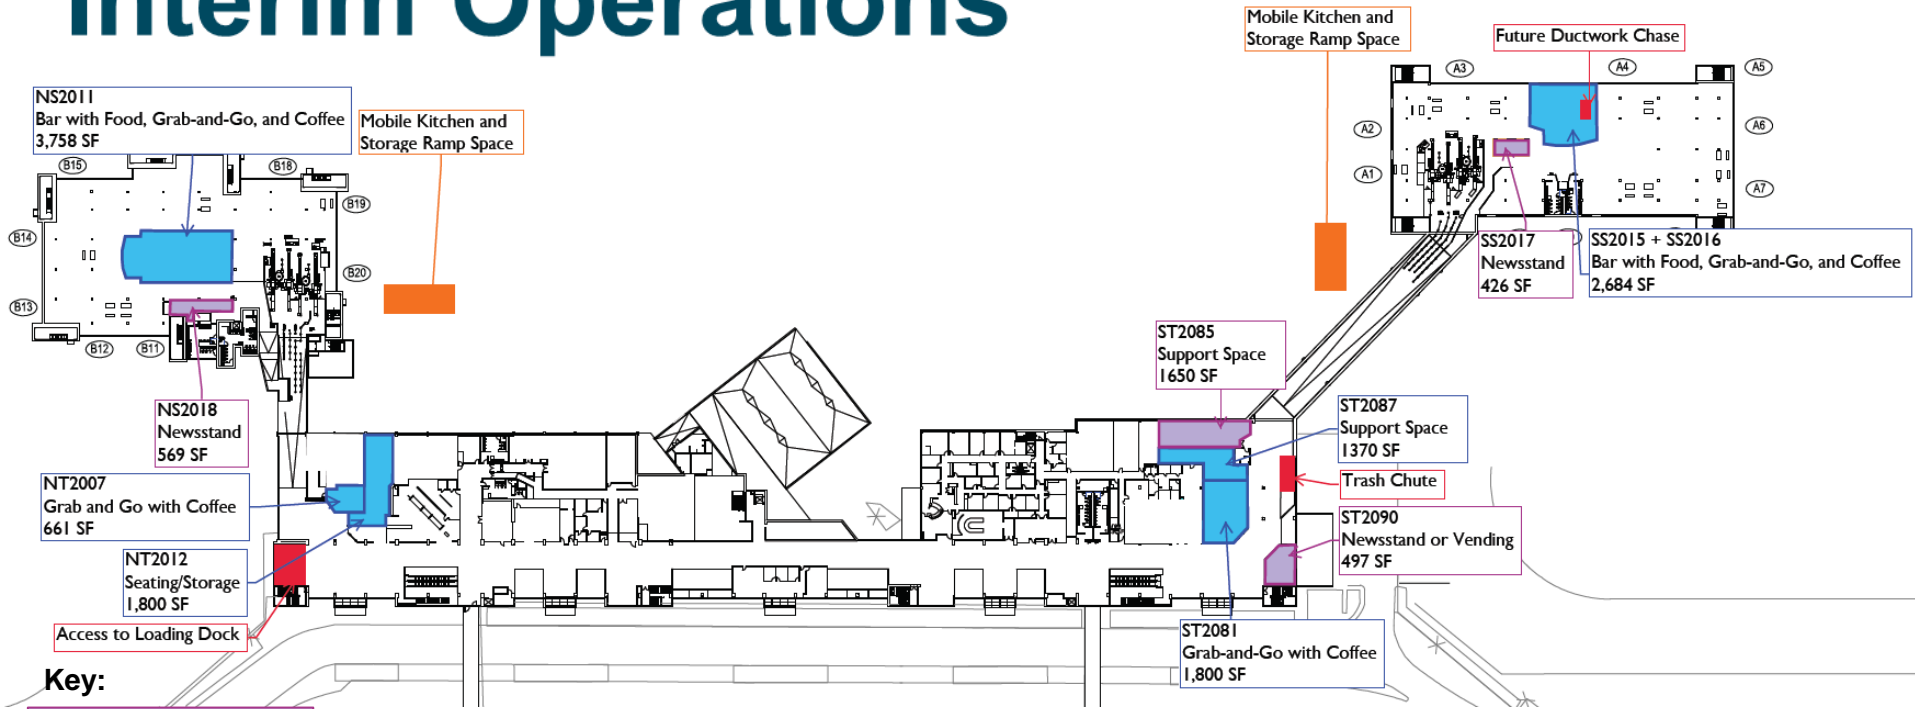 Interim Operations
Mobile Kitchen and
Storage Ramp Space
Future Ductwork Chase
A3
A4
A5
NS2011
Bar with Food, Grab-and-Go, and Coffee
3,758 SF
Mobile Kitchen and
Storage Ramp Space
A2
A6
B15
B18
A1
A7
B19
B14
SS2017
Newsstand
426 SF
SS2015 + SS2016
Bar with Food, Grab-and-Go, and Coffee
2,684 SF
B20
B13
B12
B11
ST2085
Support Space
1650 SF
NS2018
Newsstand
569 SF
ST2087
Support Space
1370 SF
NT2007
Grab and Go with Coffee
661 SF
Trash Chute
ST2090
Newsstand or Vending
497 SF
NT2012
Seating/Storage
1,800 SF
Access to Loading Dock
ST2081
Grab-and-Go with Coffee
1,800 SF
Key: